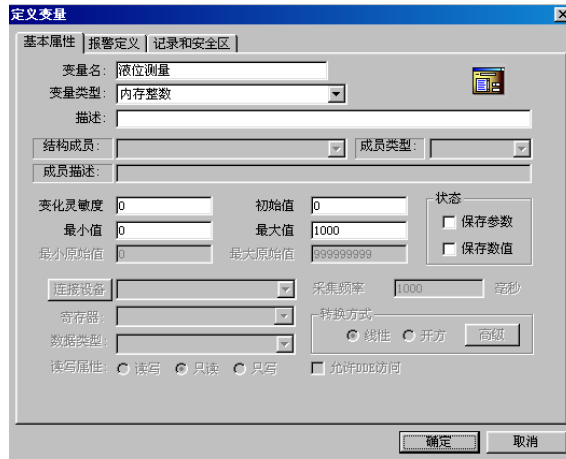 定义变量
基本属性 报警定义 记录和安全区
变量名: 液位测量
变量类型: 内存整数
描述:
结构成员: 成员类型:
成员描述:
变化灵敏度 0 初始值 0 状态
最小值 0 最大值 1000 保存参数
最小原始值 0 最大原始值 999999999 保存数值
连接设备 采集频率 1000 毫秒
寄存器: 转换方式
数据类型: 线性 开方 高级
读写属性: 读写 只读 只写 允许DDE访问
确定 取消